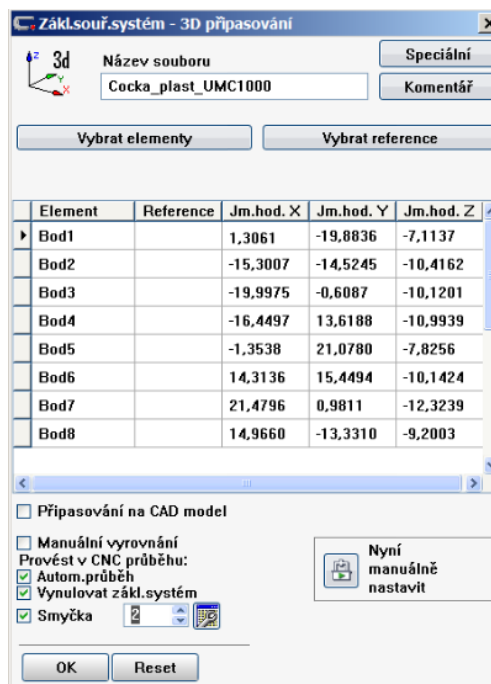 Zákl.souř.systém - 3D připasování
3d
Název souboru
Speciální
Cocka_plast_UMC1000
Komentář
Vybrat elementy
Vybrat reference
Element Reference Jm.hod. X Jm.hod. Y Jm.hod. Z
Bod1 1,3061 -19,8836 -7,1137
Bod2 -15,3007 -14,5245 -10,4162
Bod3 -19,9975 -0,6087 -10,1201
Bod4 -16,4497 13,6188 -10,9939
Bod5 -1,3538 21,0780 -7,8256
Bod6 14,3136 15,4494 -10,1424
Bod7 21,4796 0,9811 -12,3239
Bod8 14,9660 -13,3310 -9,2003
Připasování na CAD model
Manuální vyrovnání
Provést v CNC průběhu:
Autom.průběh
Vynulovat zákl.systém
Smyčka 2
Nyní
manuálně
nastavit
OK Reset